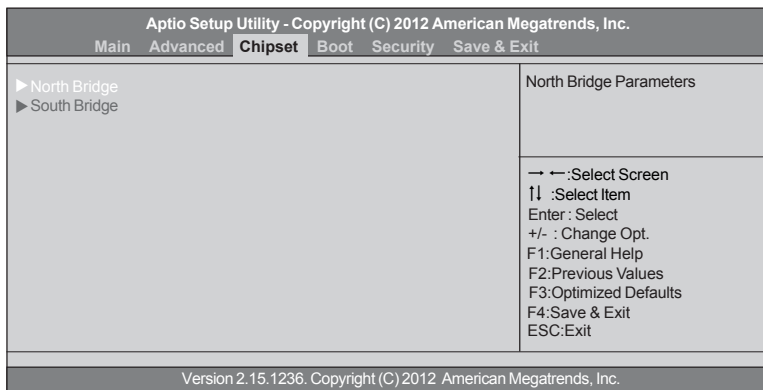 Aptio Setup Utility - Copyright (C) 2012 American Megatrends, Inc.
Main Advanced Chipset Boot Security Save & Exit
▶ North Bridge
▶ South Bridge
North Bridge Parameters
→ ←:Select Screen
↑↓ :Select Item
Enter : Select
+/- : Change Opt.
F1:General Help
F2:Previous Values
F3:Optimized Defaults
F4:Save & Exit
ESC:Exit
Version 2.15.1236. Copyright (C) 2012 American Megatrends, Inc.